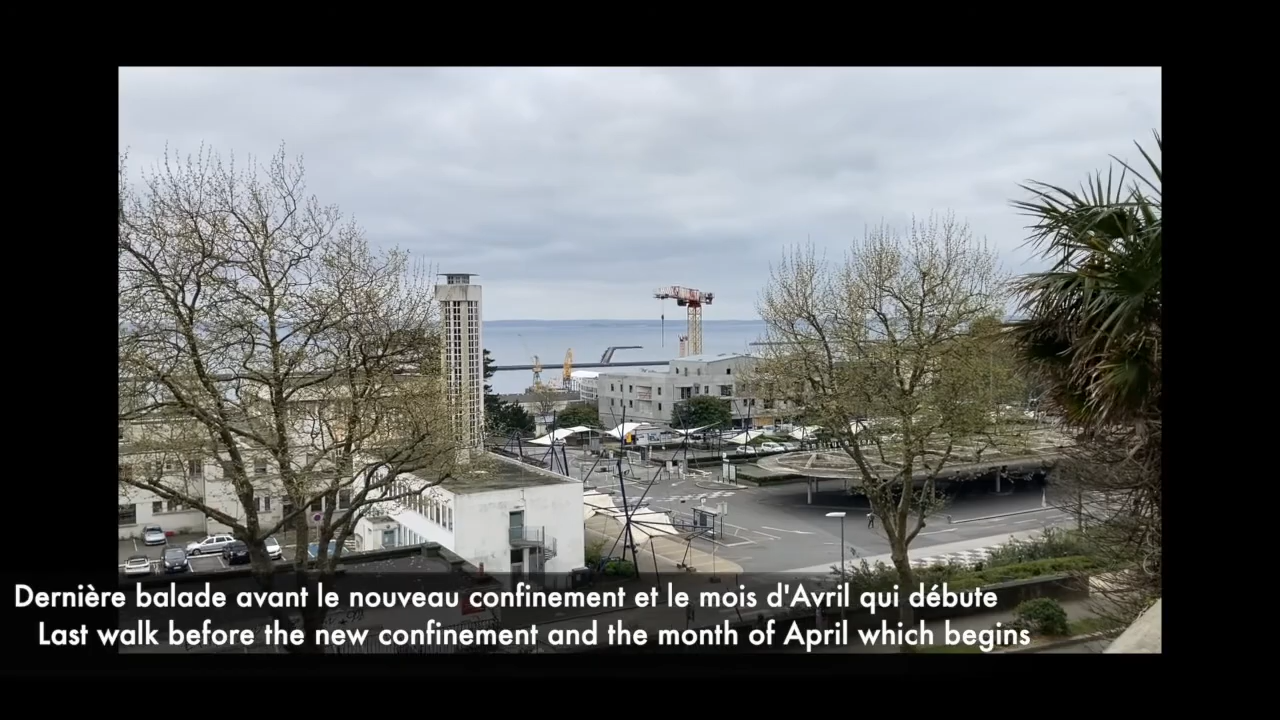 Dernière balade avant le nouveau confinement et le mois d'Avril qui débute
Last walk before the new confinement and the month of April which begins